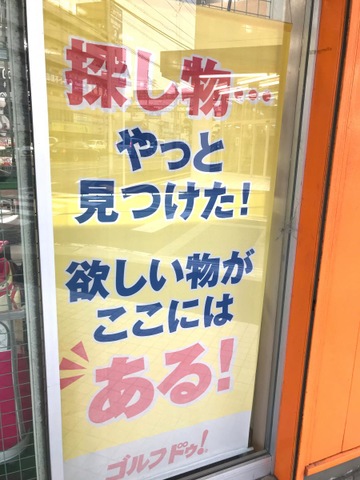 探し物…
やっと
見つけた!
欲しい物が
ここには
ある!
ゴルフドゥ!